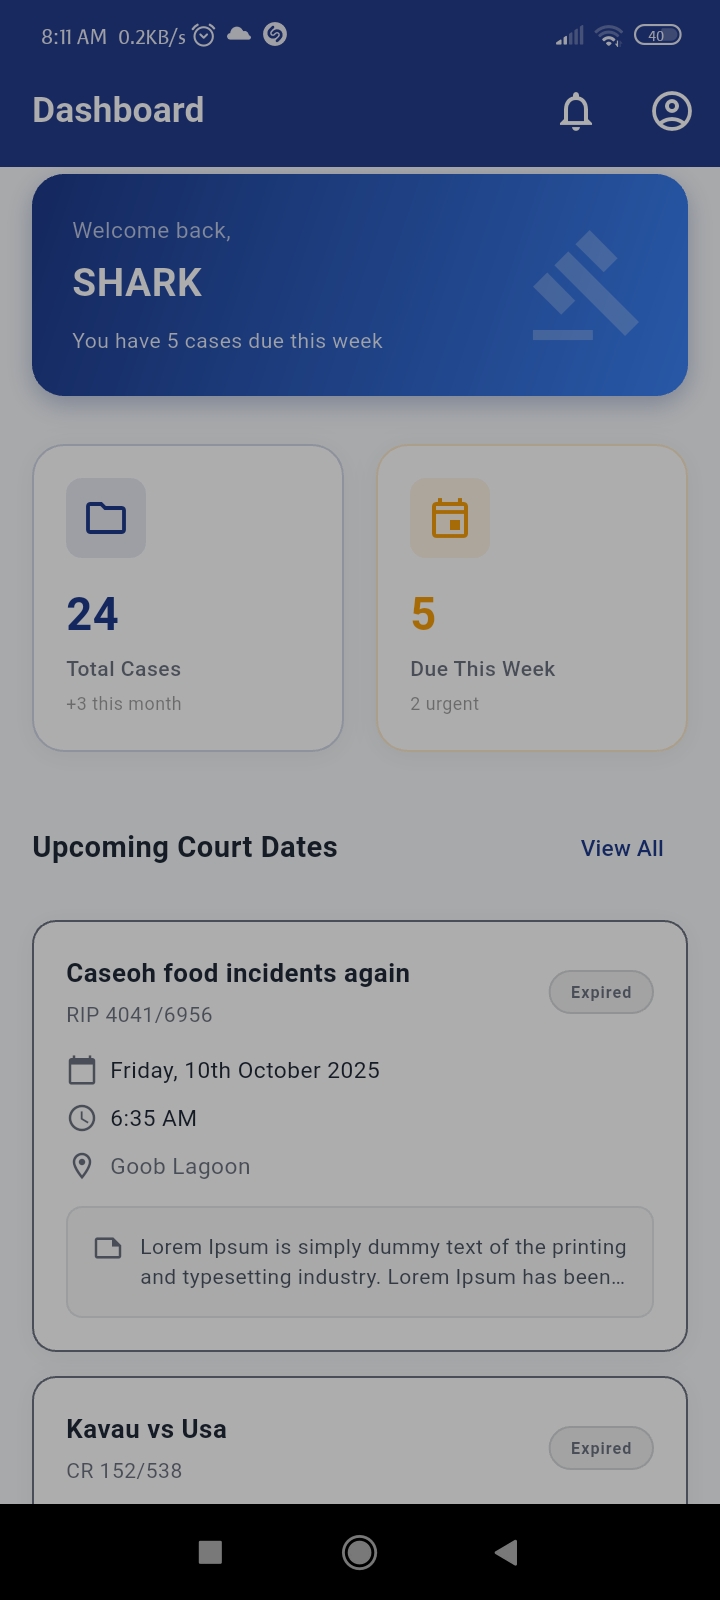 8:11 AM 0.2KB/s
40
Dashboard
Welcome back,
SHARK
You have 5 cases due this week
24
Total Cases
+3 this month
5
Due This Week
2 urgent
Upcoming Court Dates
View All
Caseoh food incidents again
Expired
RIP 4041/6956
Friday, 10th October 2025
6:35 AM
Goob Lagoon
Lorem Ipsum is simply dummy text of the printing
and typesetting industry. Lorem Ipsum has been…
Kavau vs Usa
Expired
CR 152/538